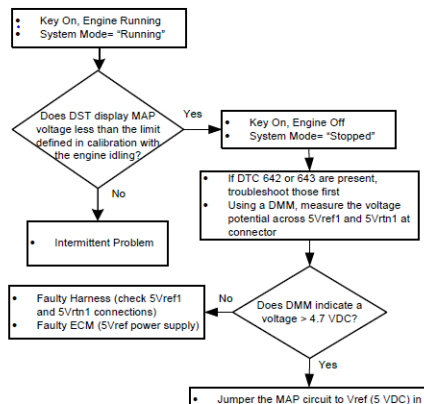 • Key On, Engine Running
• System Mode= "Running"
Does DST display MAP
voltage less than the limit
defined in calibration with
the engine idling?
Yes
• Key On, Engine Off
• System Mode= "Stopped"
No
• Intermittent Problem
• If DTC 642 or 643 are present,
troubleshoot those first
• Using a DMM, measure the voltage
potential across 5Vref1 and 5Vrtn1 at
connector
Does DMM indicate a
voltage > 4.7 VDC?
No
• Faulty Harness (check 5Vref1
and 5Vrtn1 connections)
• Faulty ECM (5Vref power supply)
Yes
• Jumper the MAP circuit to Vref (5 VDC) in